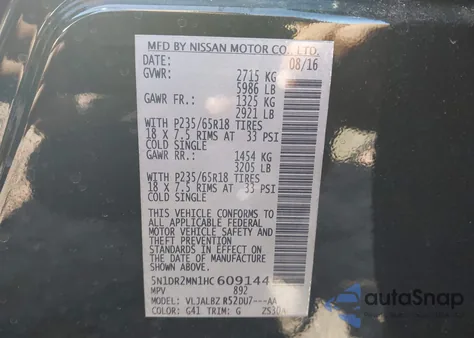 MFD BY NISSAN MOTOR CO., LTD.
DATE: 08/16
GVWR: 2715 KG
5986 LB
GAWR FR.: 1325 KG
2921 LB
WITH P235/65R18 TIRES
18 X 7.5 RIMS AT 33 PSI
COLD SINGLE
GAWR RR.: 1454 KG
3205 LB
WITH P235/65R18 TIRES
18 X 7.5 RIMS AT 33 PSI
COLD SINGLE
THIS VEHICLE CONFORMS TO
ALL APPLICABLE FEDERAL
MOTOR VEHICLE SAFETY AND
THEFT PREVENTION
STANDARDS IN EFFECT ON
THE DATE OF MANUFACTURE
SHOWN ABOVE
5N1DR2MN1HC609144
MPV 892
MODEL: VLJALBZ R52DU7---AA
COLOR: G41 TRIM: G
autoSnap